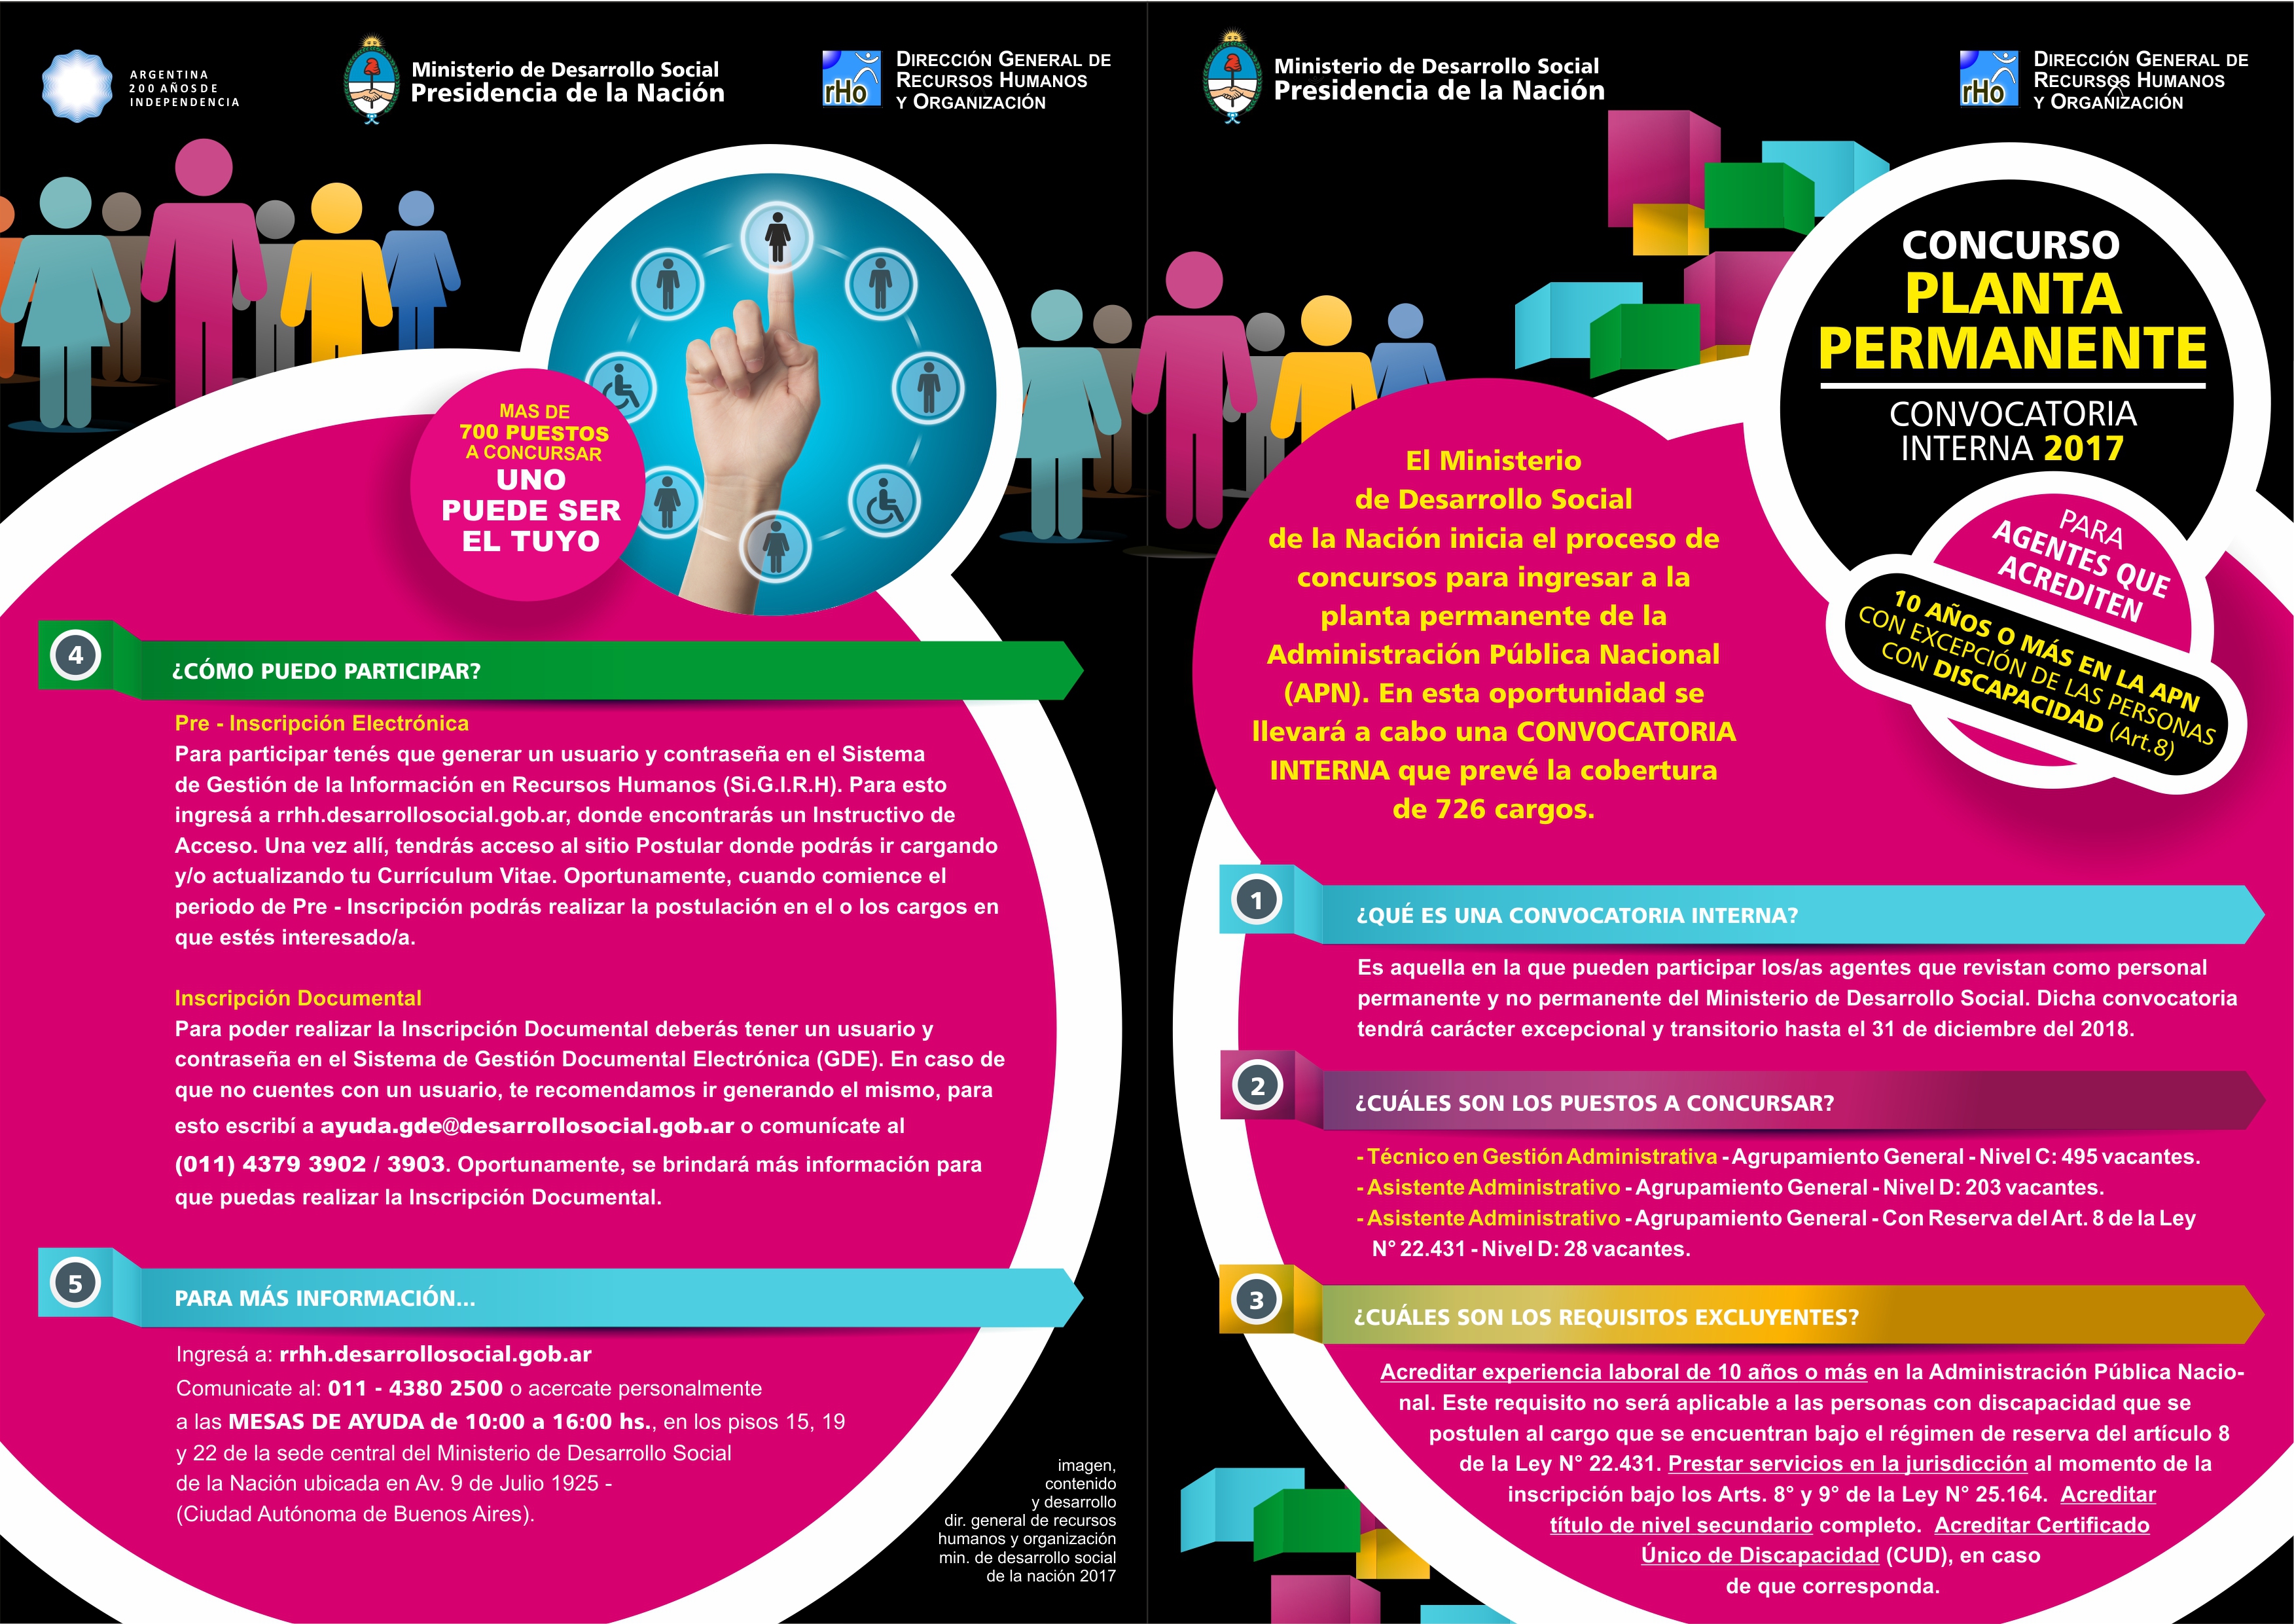 ARGENTINA
200 AÑOS DE
INDEPENDENCIA
Ministerio de Desarrollo Social
Presidencia de la Nación
rHo
DIRECCIÓN GENERAL DE
RECURSOS HUMANOS
Y ORGANIZACIÓN
MAS DE
700 PUESTOS
A CONCURSAR
UNO
PUEDE SER
EL TUYO
4
¿CÓMO PUEDO PARTICIPAR?
Pre - Inscripción Electrónica
Para participar tenés que generar un usuario y contraseña en el Sistema
de Gestión de la Información en Recursos Humanos (Si.G.I.R.H). Para esto
ingresá a rrhh.desarrollosocial.gob.ar, donde encontrarás un Instructivo de
Acceso. Una vez allí, tendrás acceso al sitio Postular donde podrás ir cargando
y/o actualizando tu Currículum Vitae. Oportunamente, cuando comience el
periodo de Pre - Inscripción podrás realizar la postulación en el o los cargos en
que estés interesado/a.
Inscripción Documental
Para poder realizar la Inscripción Documental deberás tener un usuario y
contraseña en el Sistema de Gestión Documental Electrónica (GDE). En caso de
que no cuentes con un usuario, te recomendamos ir generando el mismo, para
esto escribí a ayuda.gde@desarrollosocial.gob.ar o comunícate al
(011) 4379 3902 / 3903. Oportunamente, se brindará más información para
que puedas realizar la Inscripción Documental.
5
PARA MÁS INFORMACIÓN...
Ingresá a: rrhh.desarrollosocial.gob.ar
Comunicate al: 011 - 4380 2500 o acercate personalmente
a las MESAS DE AYUDA de 10:00 a 16:00 hs., en los pisos 15, 19
y 22 de la sede central del Ministerio de Desarrollo Social
de la Nación ubicada en Av. 9 de Julio 1925 -
(Ciudad Autónoma de Buenos Aires).
imagen,
contenido
y desarrollo
dir. general de recursos
humanos y organización
min. de desarrollo social
de la nación 2017
Ministerio de Desarrollo Social
Presidencia de la Nación
rHo
DIRECCIÓN GENERAL DE
RECURSOS HUMANOS
Y ORGANIZACIÓN
CONCURSO
PLANTA
PERMANENTE
CONVOCATORIA
INTERNA 2017
PARA
AGENTES QUE
ACREDITEN
10 AÑOS O MÁS EN LA APN
CON EXCEPCIÓN DE LAS PERSONAS
CON DISCAPACIDAD (Art.8)
El Ministerio
de Desarrollo Social
de la Nación inicia el proceso de
concursos para ingresar a la
planta permanente de la
Administración Pública Nacional
(APN). En esta oportunidad se
llevará a cabo una CONVOCATORIA
INTERNA que prevé la cobertura
de 726 cargos.
1
¿QUÉ ES UNA CONVOCATORIA INTERNA?
Es aquella en la que pueden participar los/as agentes que revistan como personal
permanente y no permanente del Ministerio de Desarrollo Social. Dicha convocatoria
tendrá carácter excepcional y transitorio hasta el 31 de diciembre del 2018.
2
¿CUÁLES SON LOS PUESTOS A CONCURSAR?
- Técnico en Gestión Administrativa - Agrupamiento General - Nivel C: 495 vacantes.
- Asistente Administrativo - Agrupamiento General - Nivel D: 203 vacantes.
- Asistente Administrativo - Agrupamiento General - Con Reserva del Art. 8 de la Ley
N° 22.431 - Nivel D: 28 vacantes.
3
¿CUÁLES SON LOS REQUISITOS EXCLUYENTES?
Acreditar experiencia laboral de 10 años o más en la Administración Pública Nacio-
nal. Este requisito no será aplicable a las personas con discapacidad que se
postulen al cargo que se encuentran bajo el régimen de reserva del artículo 8
de la Ley N° 22.431. Prestar servicios en la jurisdicción al momento de la
inscripción bajo los Arts. 8° y 9° de la Ley N° 25.164. Acreditar
título de nivel secundario completo. Acreditar Certificado
Único de Discapacidad (CUD), en caso
de que corresponda.